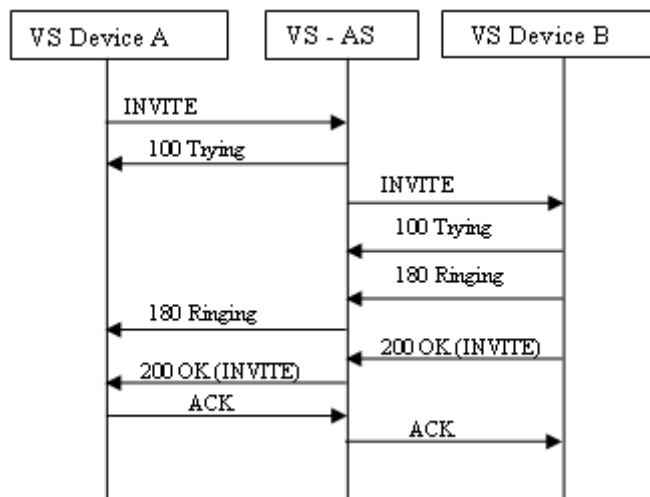 VS Device A
VS - AS
VS Device B
INVITE
100 Trying
INVITE
100 Trying
180 Ringing
180 Ringing
200 OK (INVITE)
200 OK (INVITE)
ACK
ACK